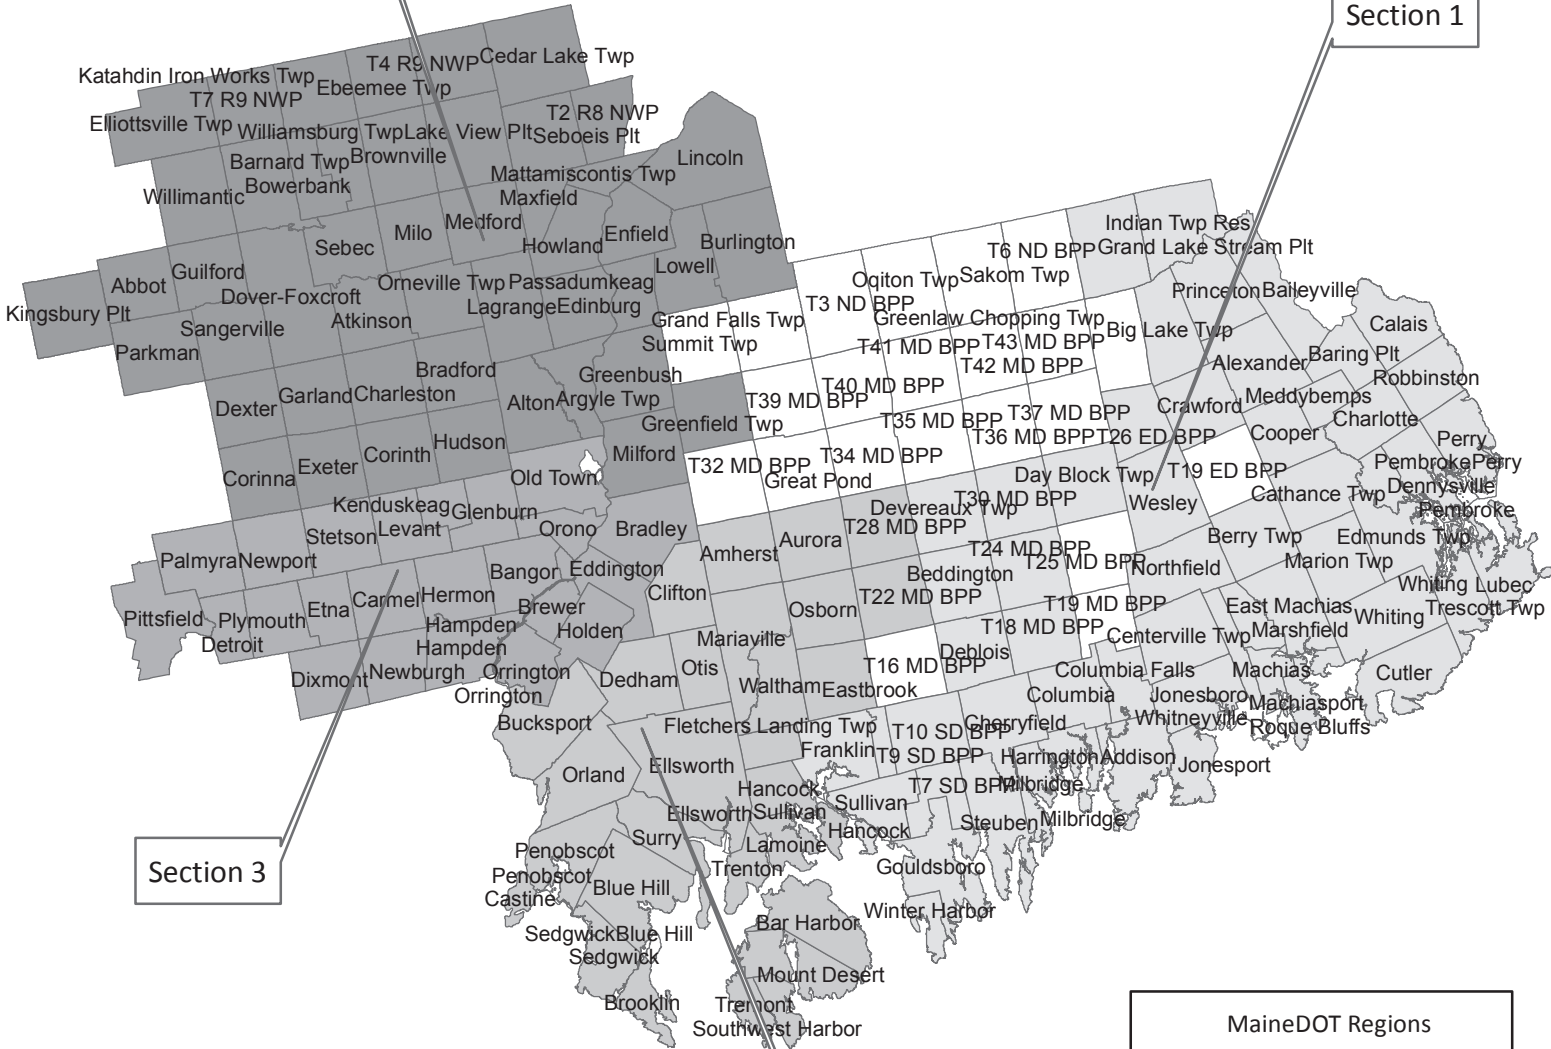 Section 1
Cedar Lake Twp
T4 R9 NWP
Katahdin Iron Works Twp
Ebeemee Twp
T7 R9 NWP
T2 R8 NWP
Elliottsville Twp
Williamsburg Twp
Lake View Plt
Seboeis Plt
Barnard Twp
Brownville
Lincoln
Mattamiscontis Twp
Bowerbank
Willimantic
Maxfield
Medford
Indian Twp Res
Milo
Enfield
Sebec
Howland
Burlington
Grand Lake Stream Plt
T6 ND BPP
Lowell
Guilford
Sakom Twp
Abbot
Orneville Twp
Passadumkeag
Oqiton Twp
Princeton
Baileyville
Dover-Foxcroft
Lagrange
Edinburg
T3 ND BPP
Kingsbury Plt
Sangerville
Atkinson
Grand Falls Twp
Greenlaw Chopping Twp
Big Lake Twp
Calais
Parkman
Summit Twp
T41 MD BPP
T43 MD BPP
Baring Plt
T42 MD BPP
Alexander
Bradford
Greenbush
Robbinston
T40 MD BPP
Garland
Charleston
Argyle Twp
T39 MD BPP
Meddybemps
Dexter
Alton
Crawford
Greenfield Twp
T35 MD BPP
T37 MD BPP
Charlotte
T36 MD BPP
T26 ED BPP
Cooper
Hudson
Perry
Corinth
Milford
T34 MD BPP
Exeter
T32 MD BPP
Pembroke
Perry
Corinna
Old Town
Great Pond
Day Block Twp
T19 ED BPP
Dennysville
Cathance Twp
Kenduskeag
Glenburn
T30 MD BPP
Wesley
Devereaux Twp
Pembroke
Levant
Stetson
Orono
Bradley
T28 MD BPP
Berry Twp
Edmunds Twp
Palmyra
Newport
Amherst
Aurora
T24 MD BPP
T25 MD BPP
Marion Twp
Bangor
Eddington
Beddington
Northfield
Carmel
Hermon
Clifton
T22 MD BPP
Whiting
Lubec
Etna
Brewer
Osborn
T19 MD BPP
East Machias
Trescott Twp
Pittsfield
Plymouth
Hampden
Holden
T18 MD BPP
Marshfield
Whiting
Detroit
Hampden
Mariaville
Deblois
Centerville Twp
Dixmont
Newburgh
Orrington
Dedham
Otis
T16 MD BPP
Columbia Falls
Machias
Cutler
Orrington
Waltham
Eastbrook
Columbia
Jonesboro
Machiasport
Bucksport
Fletchers Landing Twp
T10 SD BPP
Cherryfield
Whitneyville
Roque Bluffs
Franklin
T9 SD BPP
Harrington
Addison
Jonesport
Orland
Ellsworth
Hancock
T7 SD BPP
Milbridge
Ellsworth
Sullivan
Sullivan
Steuben
Milbridge
Surry
Hancock
Lamoine
Penobscot
Trenton
Gouldsboro
Section 3
Penobscot
Blue Hill
Castine
Winter Harbor
Bar Harbor
Sedgwick
Blue Hill
Sedgwick
Mount Desert
Brooklin
Tremont
Southwest Harbor
MaineDOT Regions